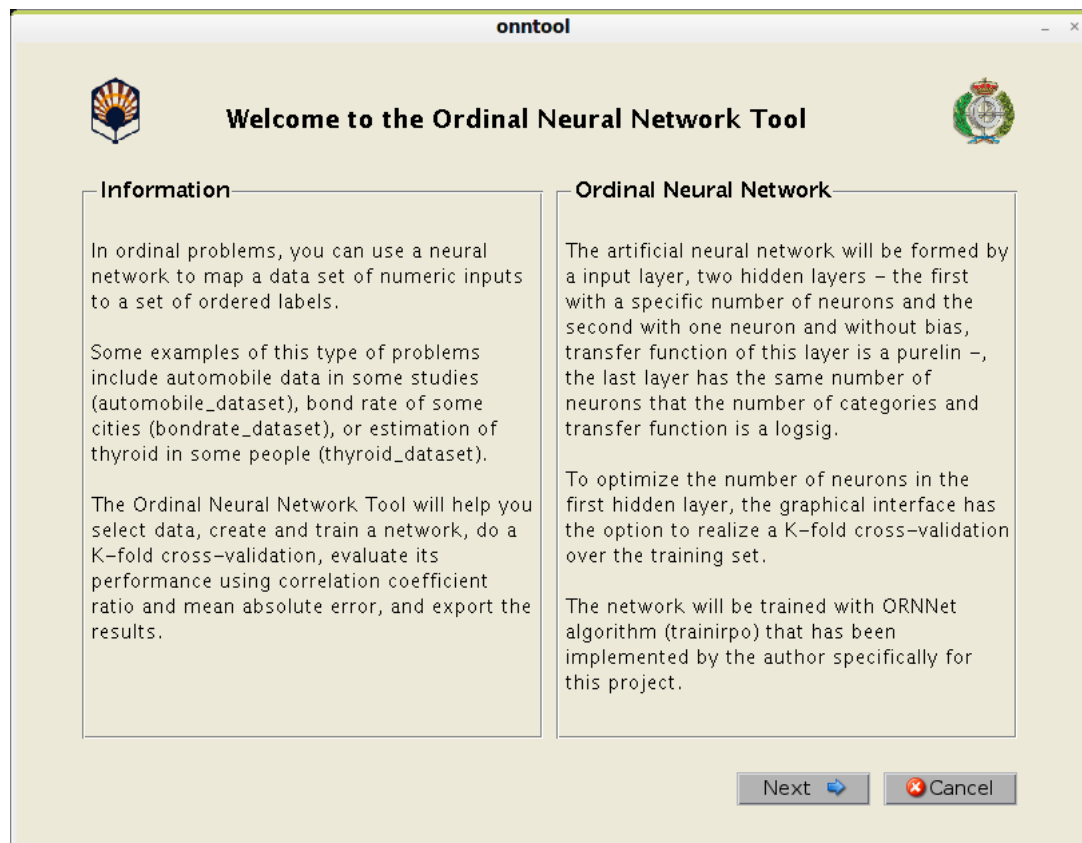 onntool
Welcome to the Ordinal Neural Network Tool
Information
In ordinal problems, you can use a neural
network to map a data set of numeric inputs
to a set of ordered labels.
Some examples of this type of problems
include automobile data in some studies
(automobile_dataset), bond rate of some
cities (bondrate_dataset), or estimation of
thyroid in some people (thyroid_dataset).
The Ordinal Neural Network Tool will help you
select data, create and train a network, do a
K-fold cross-validation, evaluate its
performance using correlation coefficient
ratio and mean absolute error, and export the
results.
Ordinal Neural Network
The artificial neural network will be formed by
a input layer, two hidden layers - the first
with a specific number of neurons and the
second with one neuron and without bias,
transfer function of this layer is a purelin -,
the last layer has the same number of
neurons that the number of categories and
transfer function is a logsig.
To optimize the number of neurons in the
first hidden layer, the graphical interface has
the option to realize a K-fold cross-validation
over the training set.
The network will be trained with ORNNet
algorithm (trainirpo) that has been
implemented by the author specifically for
this project.
Next
Cancel